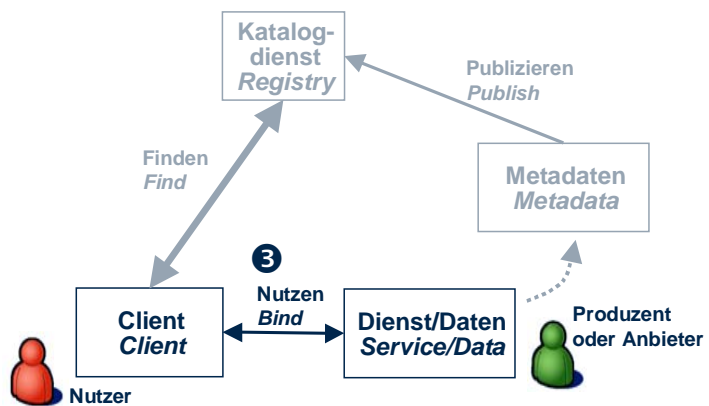 Katalog-
dienst
Registry
Publizieren
Publish
Finden
Find
Metadaten
Metadata
❸
Nutzen
Bind
Client
Client
Dienst/Daten
Service/Data
Produzent
oder Anbieter
Nutzer